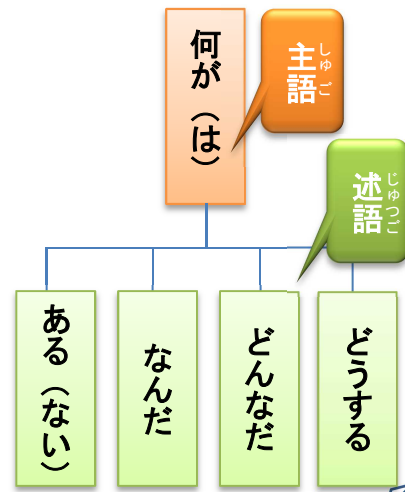 何が（は）
主語
しゅご
述語
じゅつご
どうする
どんなだ
なんだ
ある（ない）